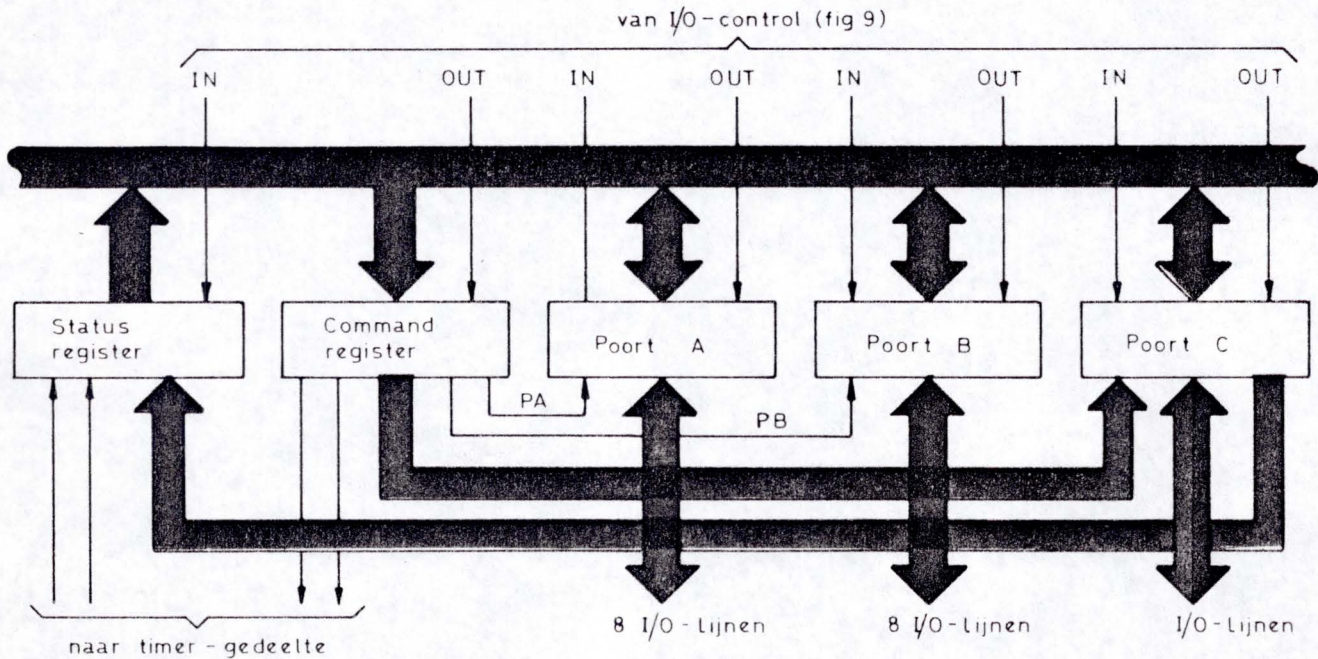 van I/O-control (fig 9)
IN OUT IN OUT IN OUT IN OUT
Status
register
Command
register
Poort A
Poort B
Poort C
PA
PB
8 I/O-Lijnen
8 I/O-Lijnen
I/O-Lijnen
naar timer-gedeelte